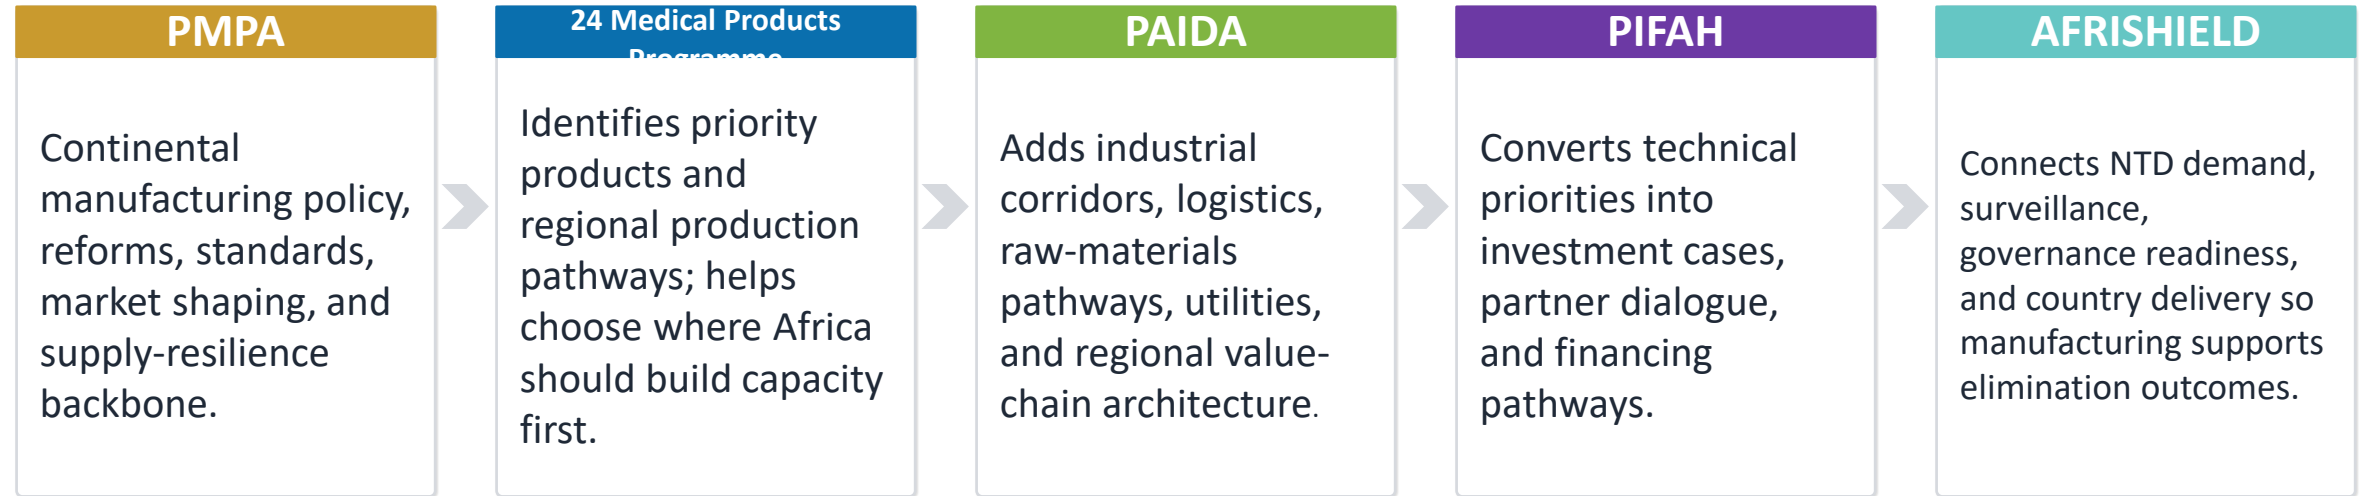 PMPA
Continental
manufacturing policy,
reforms, standards,
market shaping, and
supply-resilience
backbone.
24 Medical Products
Programme
Identifies priority
products and
regional production
pathways; helps
choose where Africa
should build capacity
first.
PAIDA
Adds industrial
corridors, logistics,
raw-materials
pathways, utilities,
and regional value-
chain architecture.
PIFAH
Converts technical
priorities into
investment cases,
partner dialogue,
and financing
pathways.
AFRISHIELD
Connects NTD demand,
surveillance,
governance readiness,
and country delivery so
manufacturing supports
elimination outcomes.